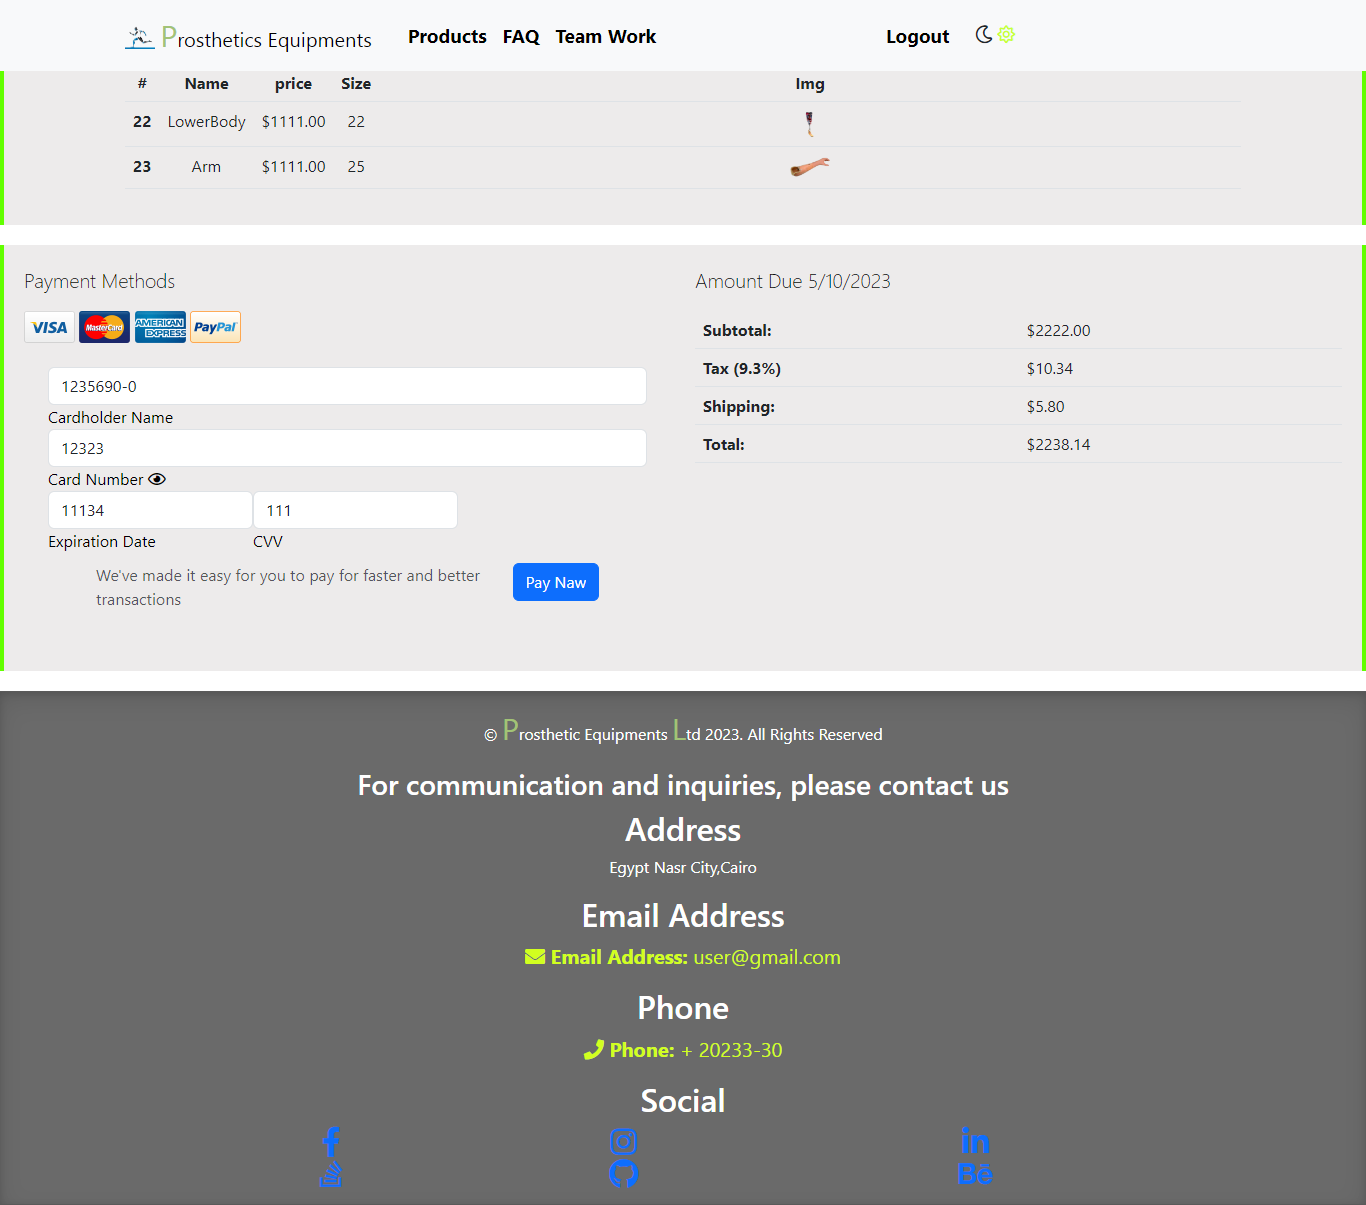 Prosthetics Equipments Products FAQ Team Work Logout
# Name price Size Img
22 LowerBody $1111.00 22
23 Arm $1111.00 25
Payment Methods
VISA MasterCard AMERICAN EXPRESS PayPal
1235690-0
Cardholder Name
12323
Card Number
11134 111
Expiration Date CVV
We've made it easy for you to pay for faster and better
transactions
Pay Naw
Amount Due 5/10/2023
Subtotal: $2222.00
Tax (9.3%) $10.34
Shipping: $5.80
Total: $2238.14
© Prosthetic Equipments Ltd 2023. All Rights Reserved
For communication and inquiries, please contact us
Address
Egypt Nasr City,Cairo
Email Address
Email Address: user@gmail.com
Phone
Phone: + 20233-30
Social